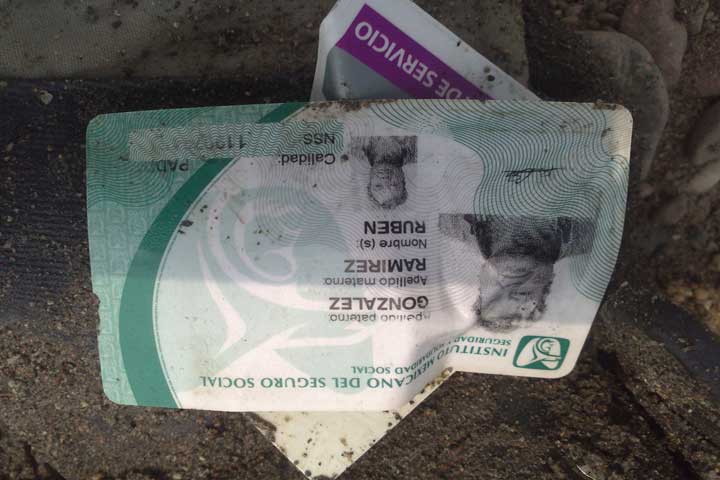 DE SERVICIO
INSTITUTO MEXICANO DEL SEGURO SOCIAL
SEGURIDAD Y SOLIDARIDAD SOCIAL
Apellido paterno:
GONZALEZ
Apellido materno:
RAMIREZ
Nombre (s):
RUBEN
Calidad:
NSS